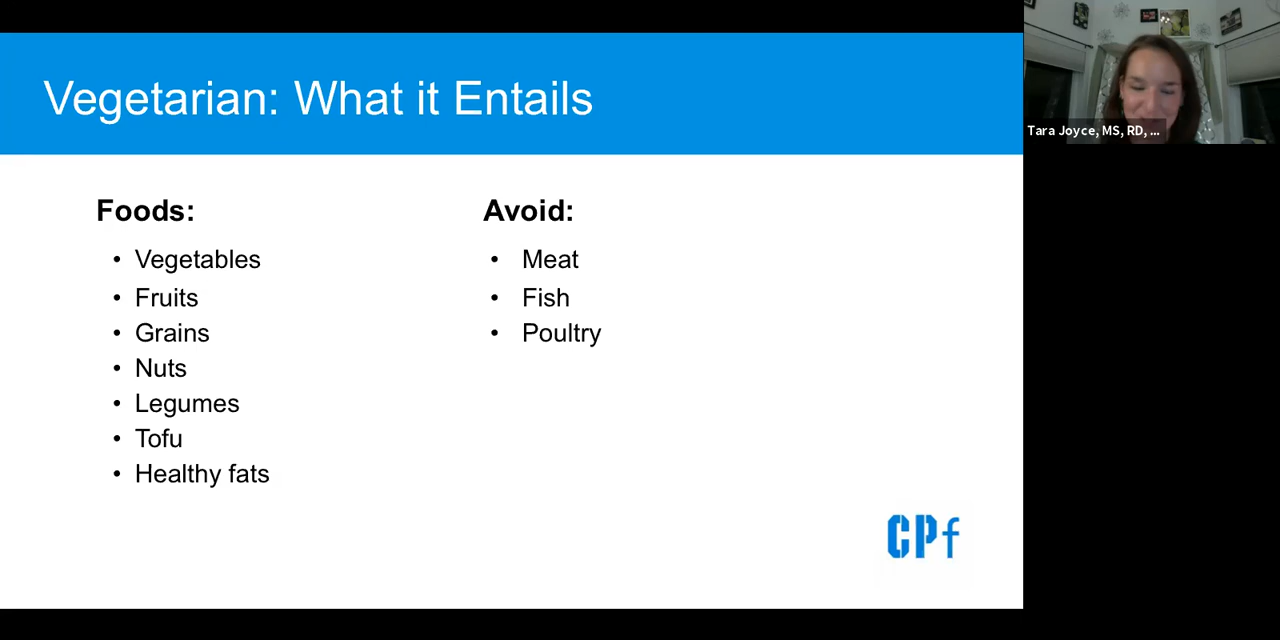 Vegetarian: What it Entails
Foods:
• Vegetables
• Fruits
• Grains
• Nuts
• Legumes
• Tofu
• Healthy fats
Avoid:
• Meat
• Fish
• Poultry
CPf
Tara Joyce, MS, RD, ...